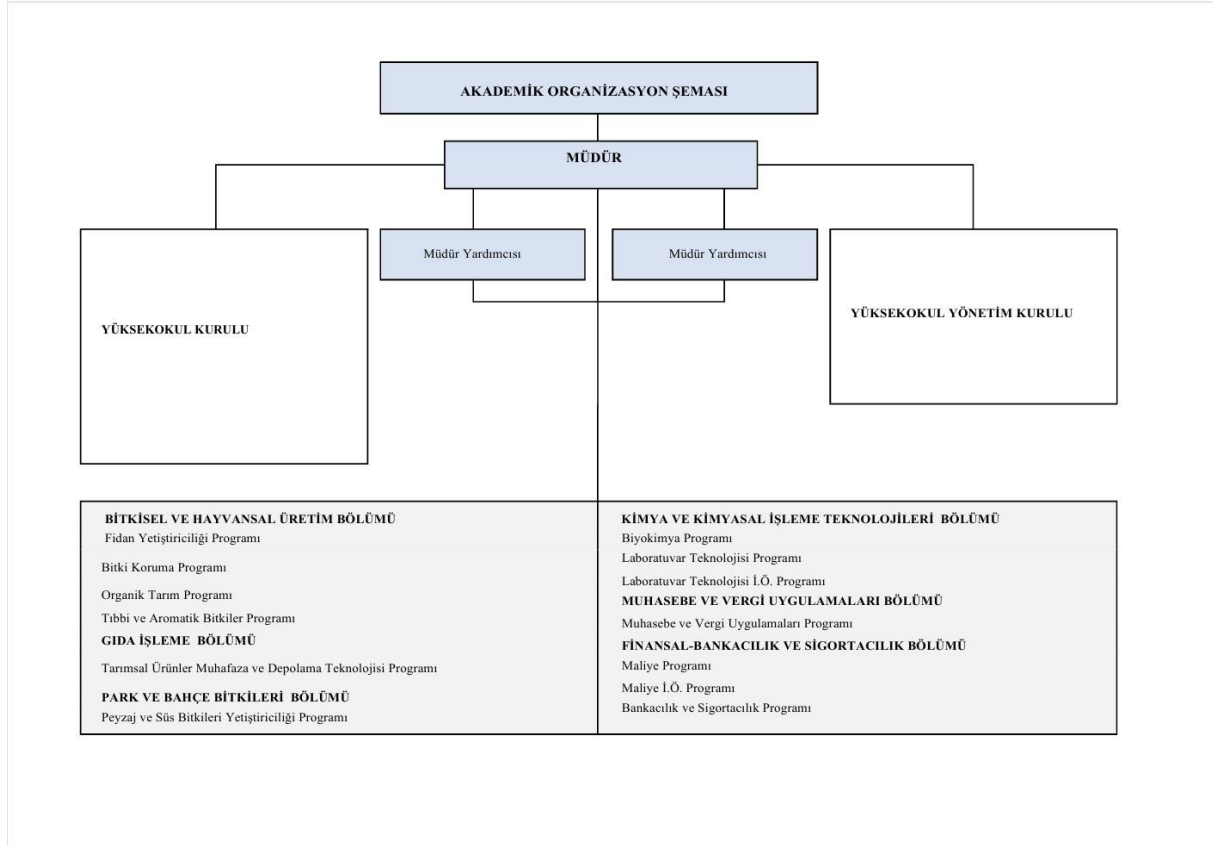 AKADEMİK ORGANİZASYON ŞEMASI
MÜDÜR
Müdür Yardımcısı
Müdür Yardımcısı
YÜKSEKOKUL KURULU
YÜKSEKOKUL YÖNETİM KURULU
BİTKİSEL VE HAYVANSAL ÜRETİM BÖLÜMÜ
Fidan Yetiştiriciliği Programı
Bitki Koruma Programı
Organik Tarım Programı
Tıbbi ve Aromatik Bitkiler Programı
GIDA İŞLEME BÖLÜMÜ
Tarımsal Ürünler Muhafaza ve Depolama Teknolojisi Programı
PARK VE BAHÇE BİTKİLERİ BÖLÜMÜ
Peyzaj ve Süs Bitkileri Yetiştiriciliği Programı
KİMYA VE KİMYASAL İŞLEME TEKNOLOJİLERİ BÖLÜMÜ
Biyokimya Programı
Laboratuvar Teknolojisi Programı
Laboratuvar Teknolojisi İ.Ö. Programı
MUHASEBE VE VERGİ UYGULAMALARI BÖLÜMÜ
Muhasebe ve Vergi Uygulamaları Programı
FİNANSAL-BANKACILIK VE SİGORTACILIK BÖLÜMÜ
Maliye Programı
Maliye İ.Ö. Programı
Bankacılık ve Sigortacılık Programı